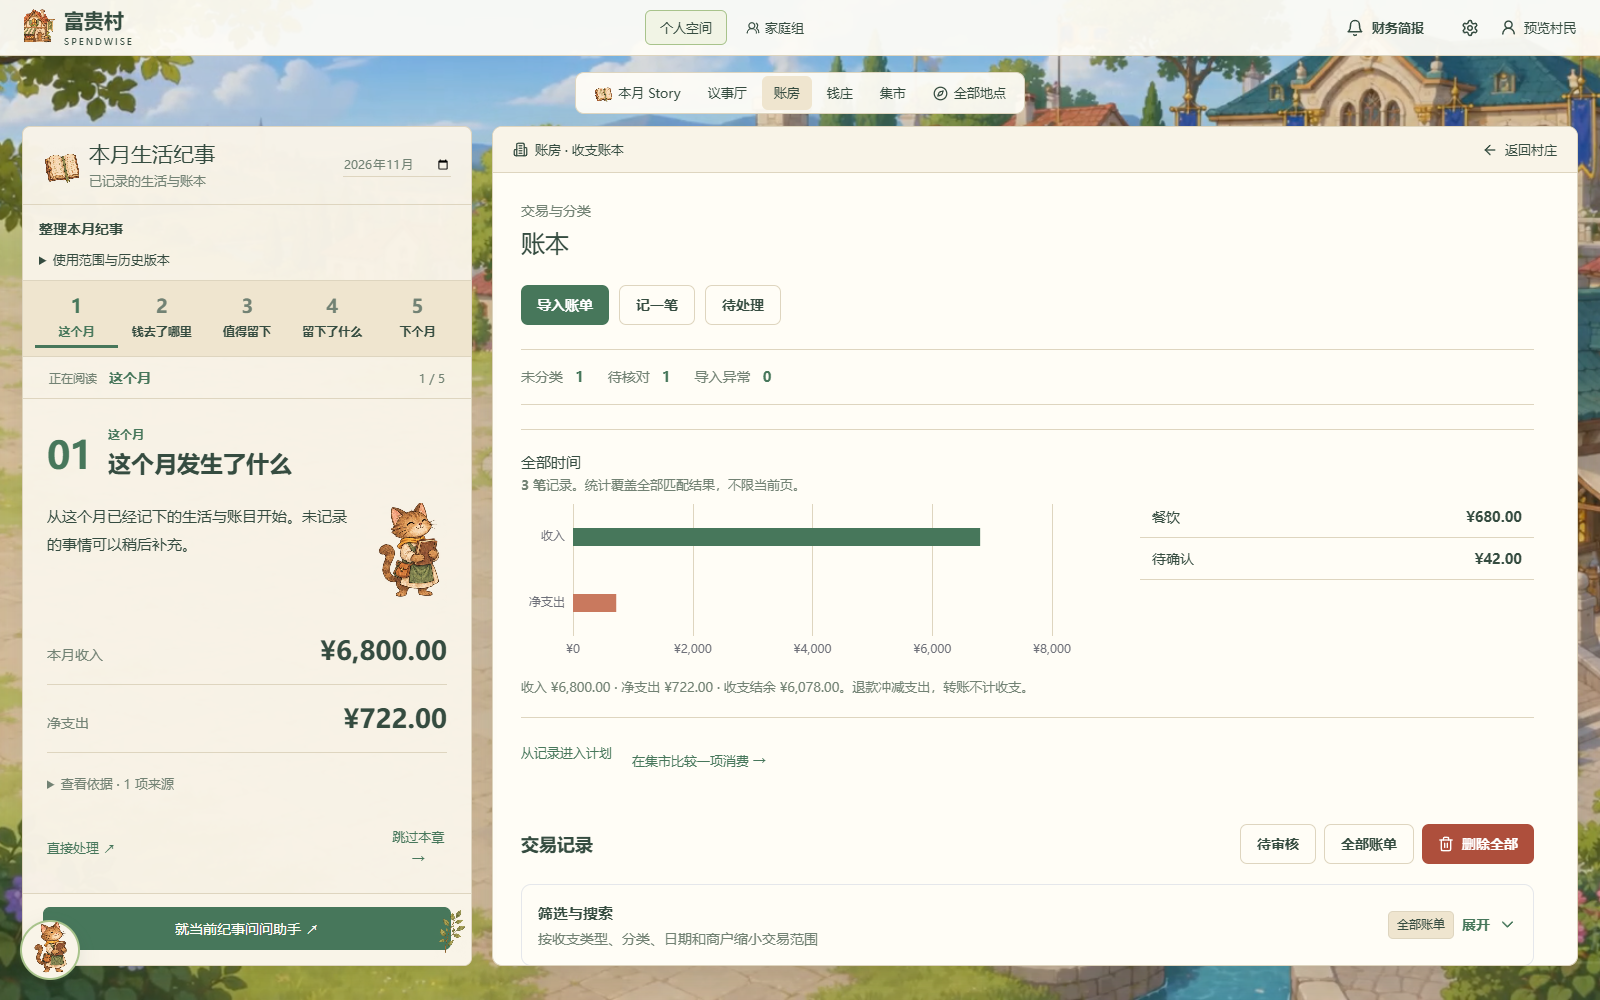 富贵村
SPENDWISE
个人空间
家庭组
财务简报
预览村民
本月 Story
议事厅
账房
钱庄
集市
全部地点
本月生活纪事
已记录的生活与账本
2026年11月
整理本月纪事
使用范围与历史版本
1
这个月
2
钱去了哪里
3
值得留下
4
留下了什么
5
下个月
正在阅读 这个月
1 / 5
01
这个月
这个月发生了什么
从这个月已经记下的生活与账目开始。未记录
的事情可以稍后补充。
本月收入
¥6,800.00
净支出
¥722.00
查看依据 · 1 项来源
直接处理 ↗
跳过本章
→
就当前纪事问问助手 ↗
账房 · 收支账本
返回村庄
交易与分类
账本
导入账单
记一笔
待处理
未分类 1
待核对 1
导入异常 0
全部时间
3 笔记录。统计覆盖全部匹配结果，不限当前页。
收入
净支出
¥0
¥2,000
¥4,000
¥6,000
¥8,000
餐饮
¥680.00
待确认
¥42.00
收入 ¥6,800.00 · 净支出 ¥722.00 · 收支结余 ¥6,078.00。退款冲减支出，转账不计收支。
从记录进入计划
在集市比较一项消费 →
交易记录
待审核
全部账单
删除全部
筛选与搜索
按收支类型、分类、日期和商户缩小交易范围
全部账单
展开